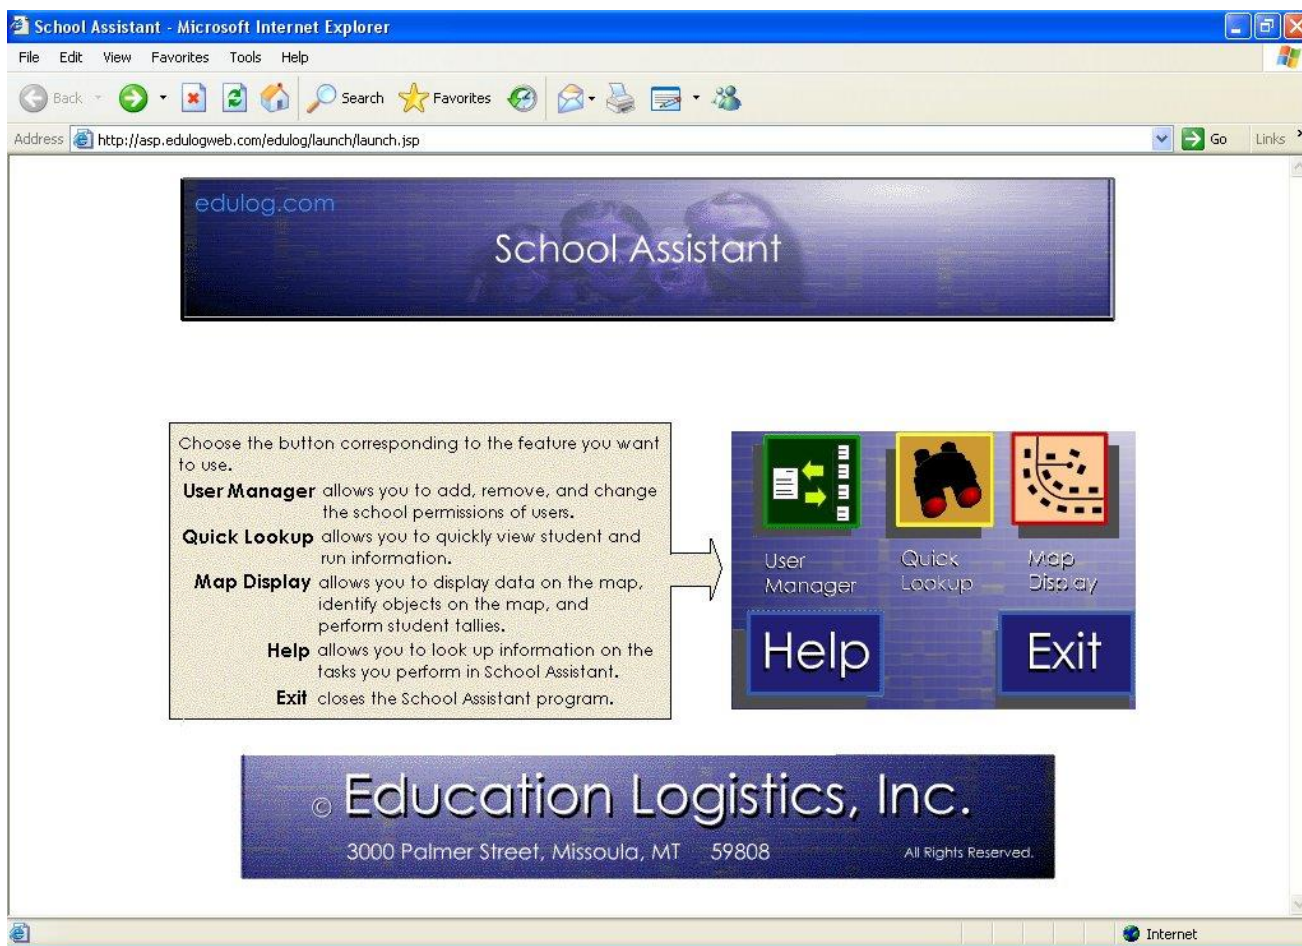 School Assistant - Microsoft Internet Explorer
File Edit View Favorites Tools Help
Back Search Favorites
Address http://asp.edulogweb.com/edulog/launch/launch.jsp Go Links
edulog.com
School Assistant
Choose the button corresponding to the feature you want
to use.
User Manager allows you to add, remove, and change
the school permissions of users.
Quick Lookup allows you to quickly view student and
run information.
Map Display allows you to display data on the map,
identify objects on the map, and
perform student tallies.
Help allows you to look up information on the
tasks you perform in School Assistant.
Exit closes the School Assistant program.
User
Manager
Quick
Lookup
Map
Display
Help
Exit
© Education Logistics, Inc.
3000 Palmer Street, Missoula, MT 59808 All Rights Reserved.
Internet